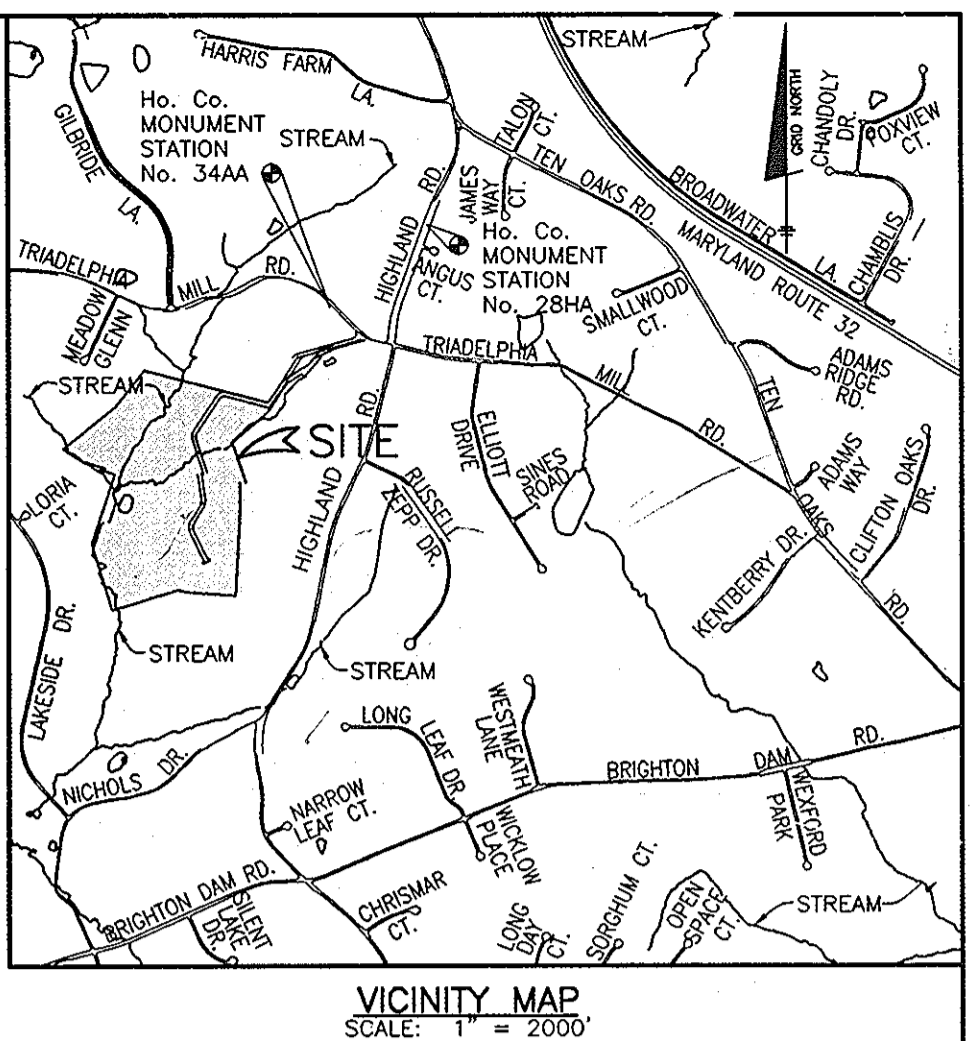 STREAM
HARRIS FARM
LA.
GILBRIDE
LA.
Ho. Co.
MONUMENT
STATION
No. 34AA
STREAM
TALON
CT.
TEN OAKS RD.
GRID NORTH
CHANDOLY
DR.
FOXVIEW
CT.
BROADWATER
LA.
MARYLAND ROUTE 32
CHAMBLIS
DR.
HIGHLAND
RD.
JAMES
WAY
CT.
ANGUS
CT.
Ho. Co.
MONUMENT
STATION
No. 28HA
SMALLWOOD
CT.
TRIADELPHIA
MILL
RD.
MEADOW
GLENN
STREAM
TRIADELPHIA
MILL
RD.
ADAMS
RIDGE
RD.
TEN
OAKS
RD.
SITE
HIGHLAND
RD.
ELLIOTT
DRIVE
SINES
ROAD
ADAMS
WAY
CLIFTON OAKS
DR.
KENTBERRY DR.
RUSSELL
ZEPP DR.
LORIA
CT.
LAKESIDE DR.
STREAM
STREAM
NICHOLS DR.
LONG
LEAF DR.
WESTMEATH
LANE
BRIGHTON
DAM
RD.
WEXFORD
PARK
NARROW
LEAF CT.
WICKLOW
PLACE
BRIGHTON DAM RD.
SILENT
LAKE
DR.
CHRISMAR
CT.
LONG
DAY
CT.
SORGHUM CT.
OPEN
SPACE
CT.
STREAM
VICINITY MAP
SCALE: 1" = 2000'